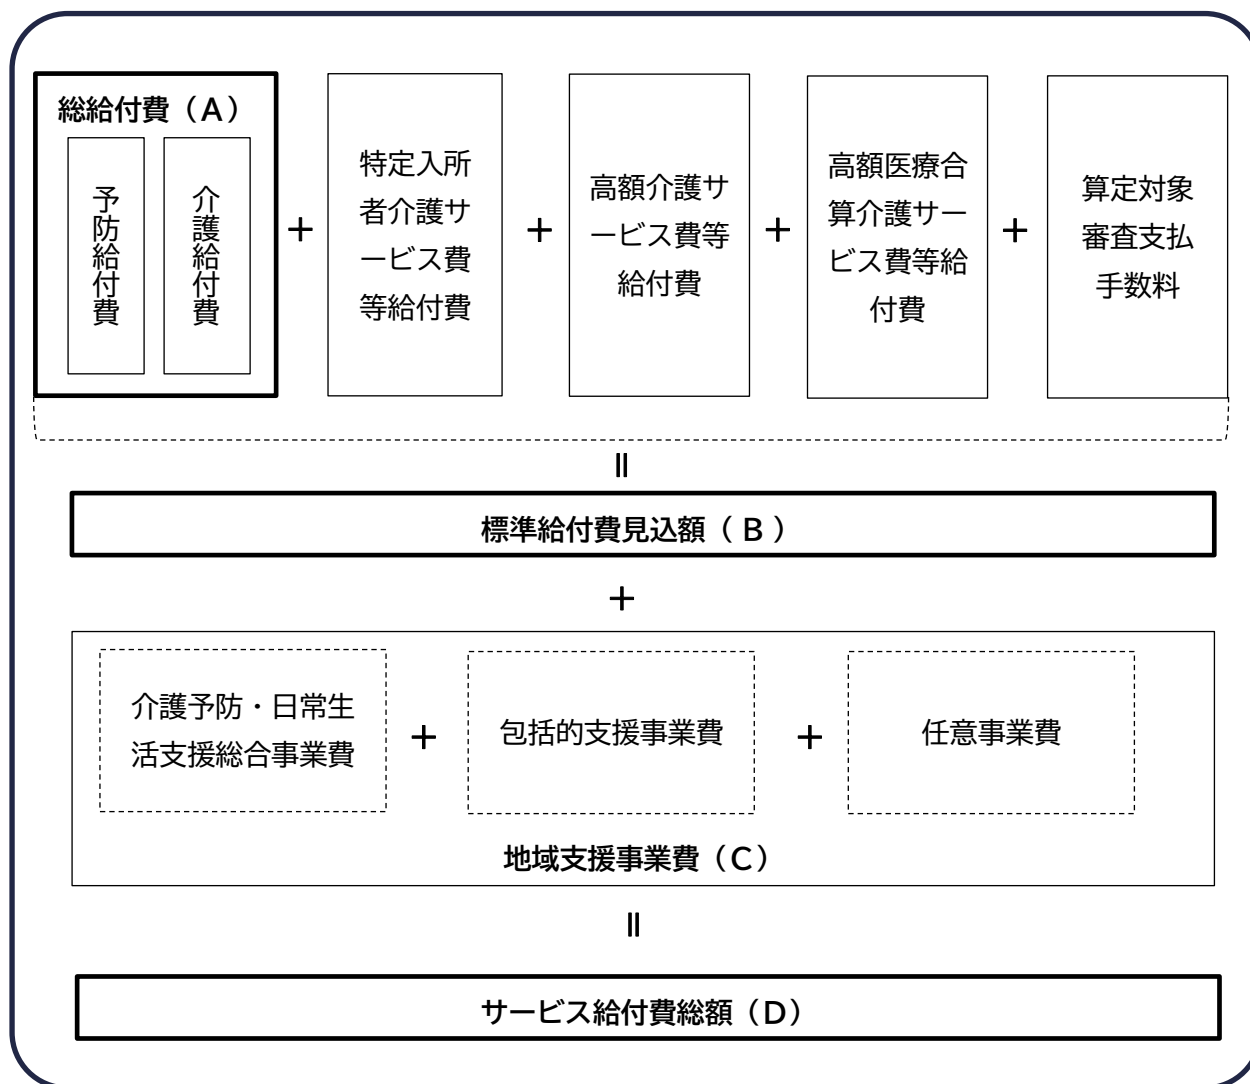 総給付費（A）
予防給付費
介護給付費
＋
特定入所
者介護サ
ービス費
等給付費
＋
高額介護サ
ービス費等
給付費
＋
高額医療合
算介護サー
ビス費等給
付費
＋
算定対象
審査支払
手数料
＝
標準給付費見込額（ B ）
＋
介護予防・日常生
活支援総合事業費
＋
包括的支援事業費
＋
任意事業費
地域支援事業費（C）
＝
サービス給付費総額（D）